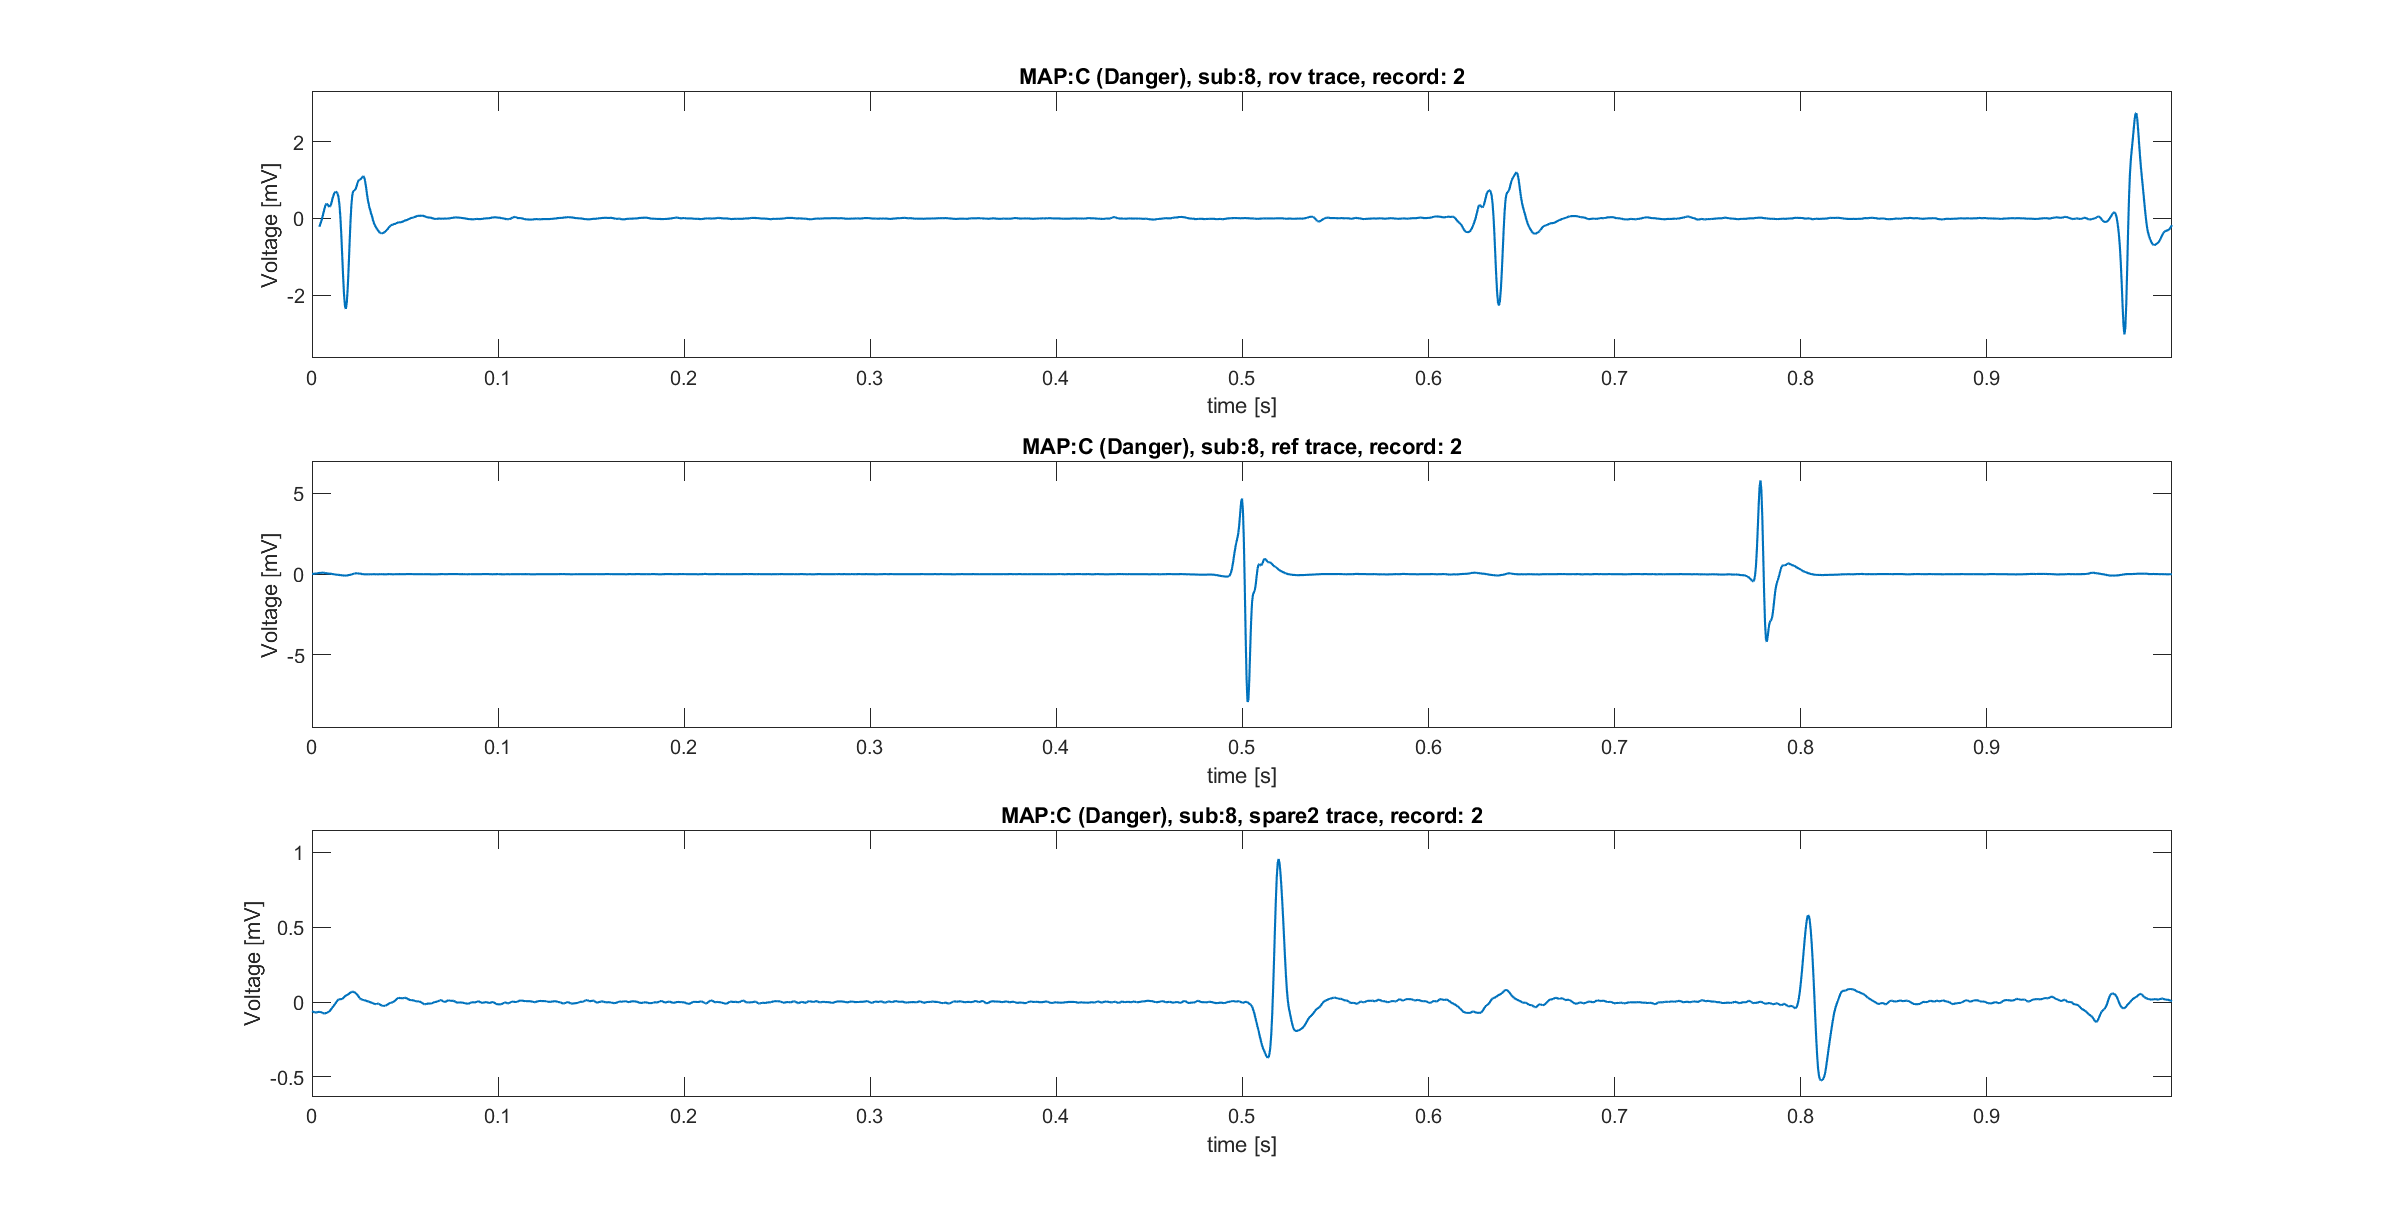 MAP:C (Danger), sub:8, rov trace, record: 2
Voltage [mV]
2
0
-2
0 0.1 0.2 0.3 0.4 0.5 0.6 0.7 0.8 0.9
time [s]
MAP:C (Danger), sub:8, ref trace, record: 2
Voltage [mV]
5
0
-5
0 0.1 0.2 0.3 0.4 0.5 0.6 0.7 0.8 0.9
time [s]
MAP:C (Danger), sub:8, spare2 trace, record: 2
Voltage [mV]
1
0.5
0
-0.5
0 0.1 0.2 0.3 0.4 0.5 0.6 0.7 0.8 0.9
time [s]